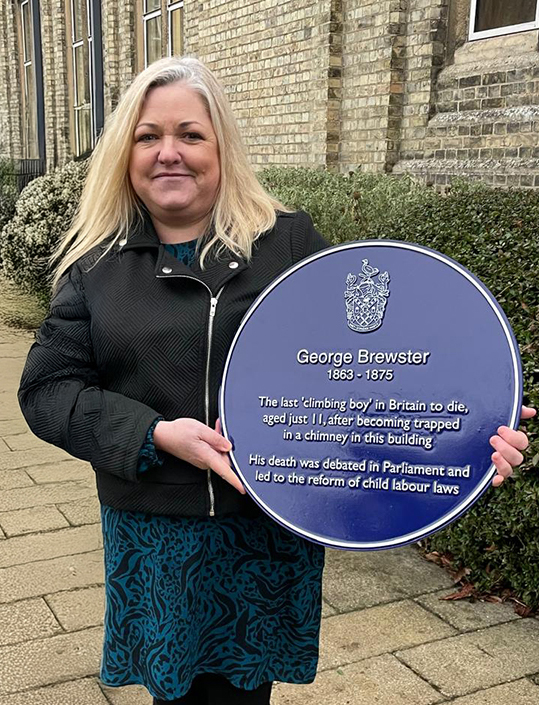 George Brewster
1863 - 1875
The last 'climbing boy' in Britain to die,
aged just 11, after becoming trapped
in a chimney in this building
His death was debated in Parliament and
led to the reform of child labour laws